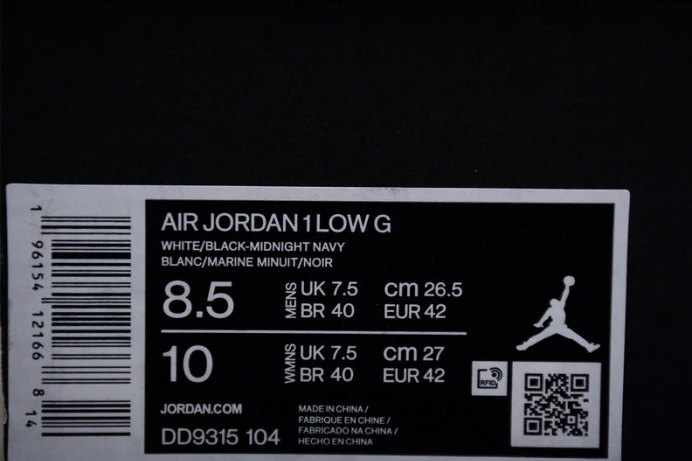 AIR JORDAN 1 LOW G
WHITE/BLACK-MIDNIGHT NAVY
BLANC/MARINE MINUIT/NOIR
8.5 MENS UK 7.5 cm 26.5
BR 40 EUR 42
10 WMNS UK 7.5 cm 27
BR 40 EUR 42
RFID
JORDAN.COM
DD9315 104
MADE IN CHINA /
FABRIQUE EN CHINE /
FABRICADO NA CHINA /
HECHO EN CHINA
1 96154 12166 8 14